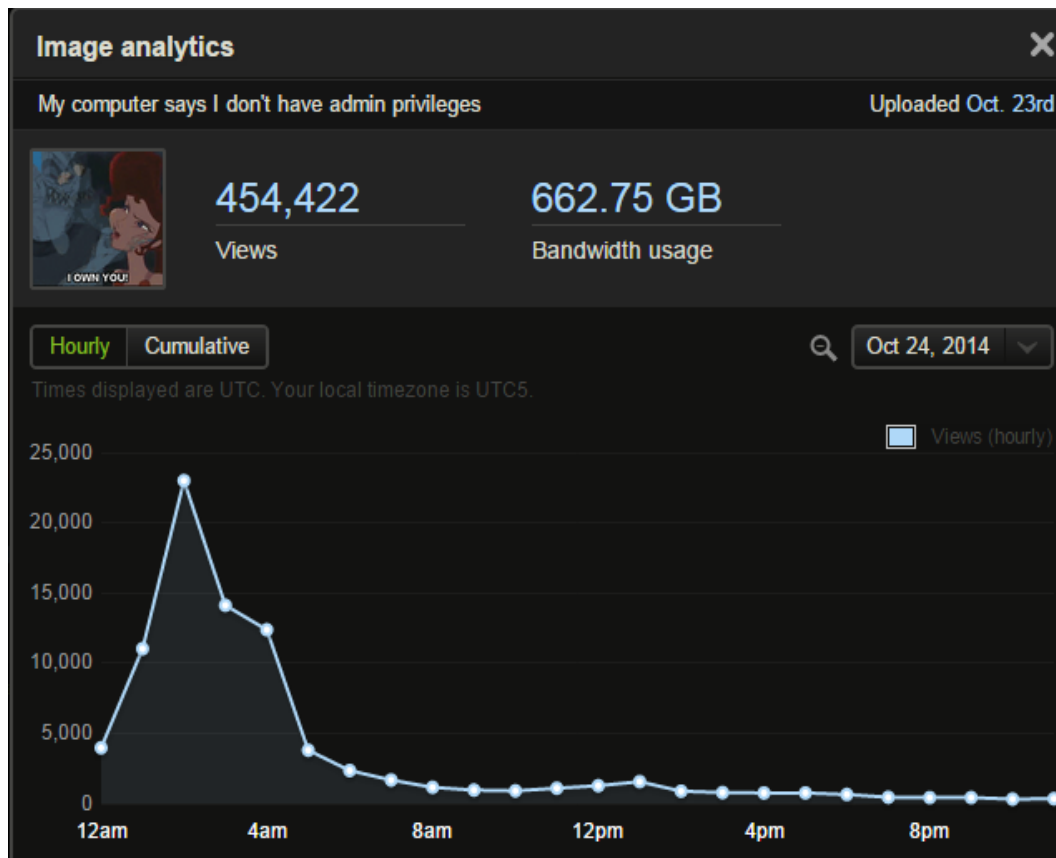 Image analytics
My computer says I don't have admin privileges Uploaded Oct. 23rd
I OWN YOU!
454,422 662.75 GB
Views Bandwidth usage
Hourly Cumulative Oct 24, 2014
Times displayed are UTC. Your local timezone is UTC5.
Views (hourly)
25,000
20,000
15,000
10,000
5,000
0
12am 4am 8am 12pm 4pm 8pm